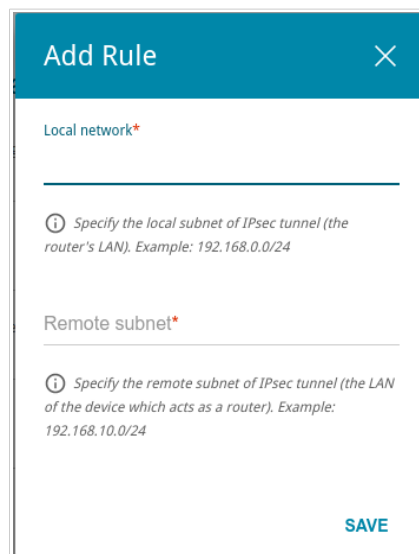 Add Rule
Local network*
Specify the local subnet of IPsec tunnel (the
router's LAN). Example: 192.168.0.0/24
Remote subnet*
Specify the remote subnet of IPsec tunnel (the LAN
of the device which acts as a router). Example:
192.168.10.0/24
SAVE